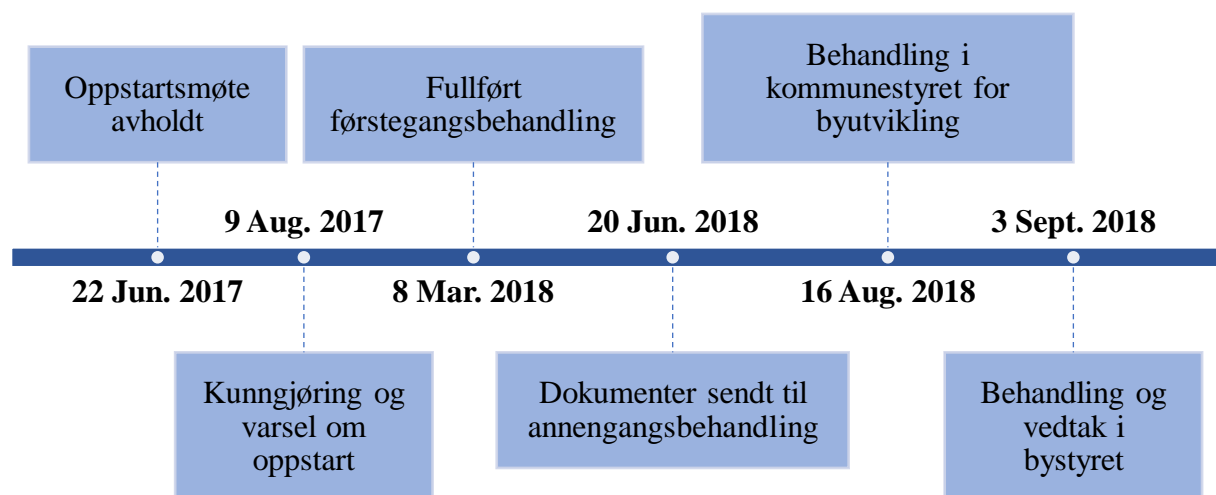 Oppstartsmøte
avholdt
Fullført
førstegangsbehandling
Behandling i
kommunestyret for
byutvikling
9 Aug. 2017
20 Jun. 2018
3 Sept. 2018
22 Jun. 2017
8 Mar. 2018
16 Aug. 2018
Kunngjøring og
varsel om
oppstart
Dokumenter sendt til
annengangsbehandling
Behandling og
vedtak i
bystyret